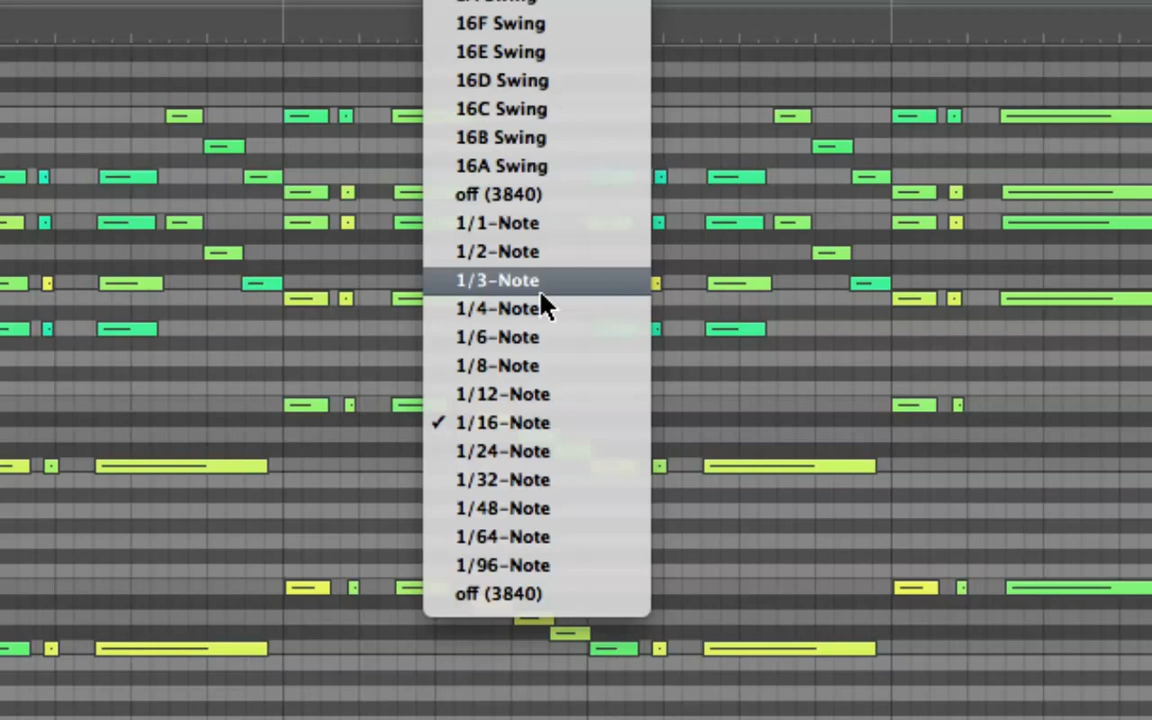 16F Swing
16E Swing
16D Swing
16C Swing
16B Swing
16A Swing
off (3840)
1/1-Note
1/2-Note
1/3-Note
1/4-Note
1/6-Note
1/8-Note
1/12-Note
✓ 1/16-Note
1/24-Note
1/32-Note
1/48-Note
1/64-Note
1/96-Note
off (3840)